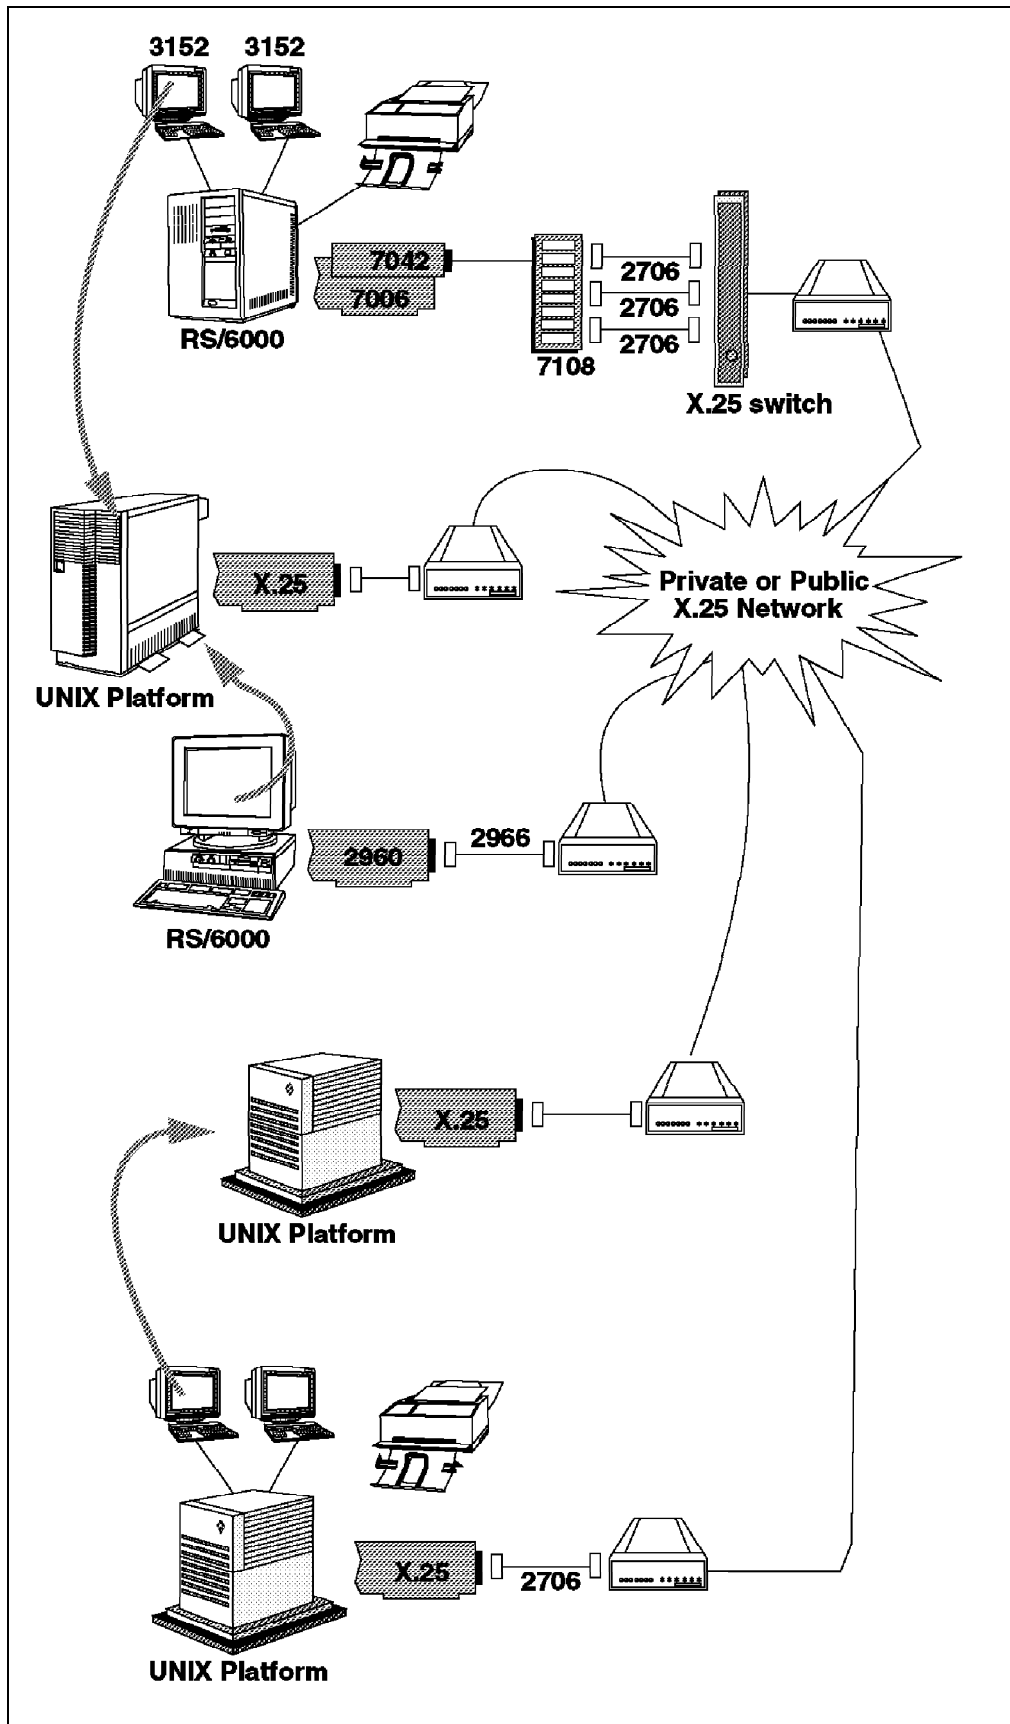 3152 3152
7042
7006
RS/6000
2706
2706
2706
7108
X.25 switch
X.25
Private or Public
X.25 Network
UNIX Platform
2960
2966
RS/6000
X.25
UNIX Platform
X.25
2706
UNIX Platform